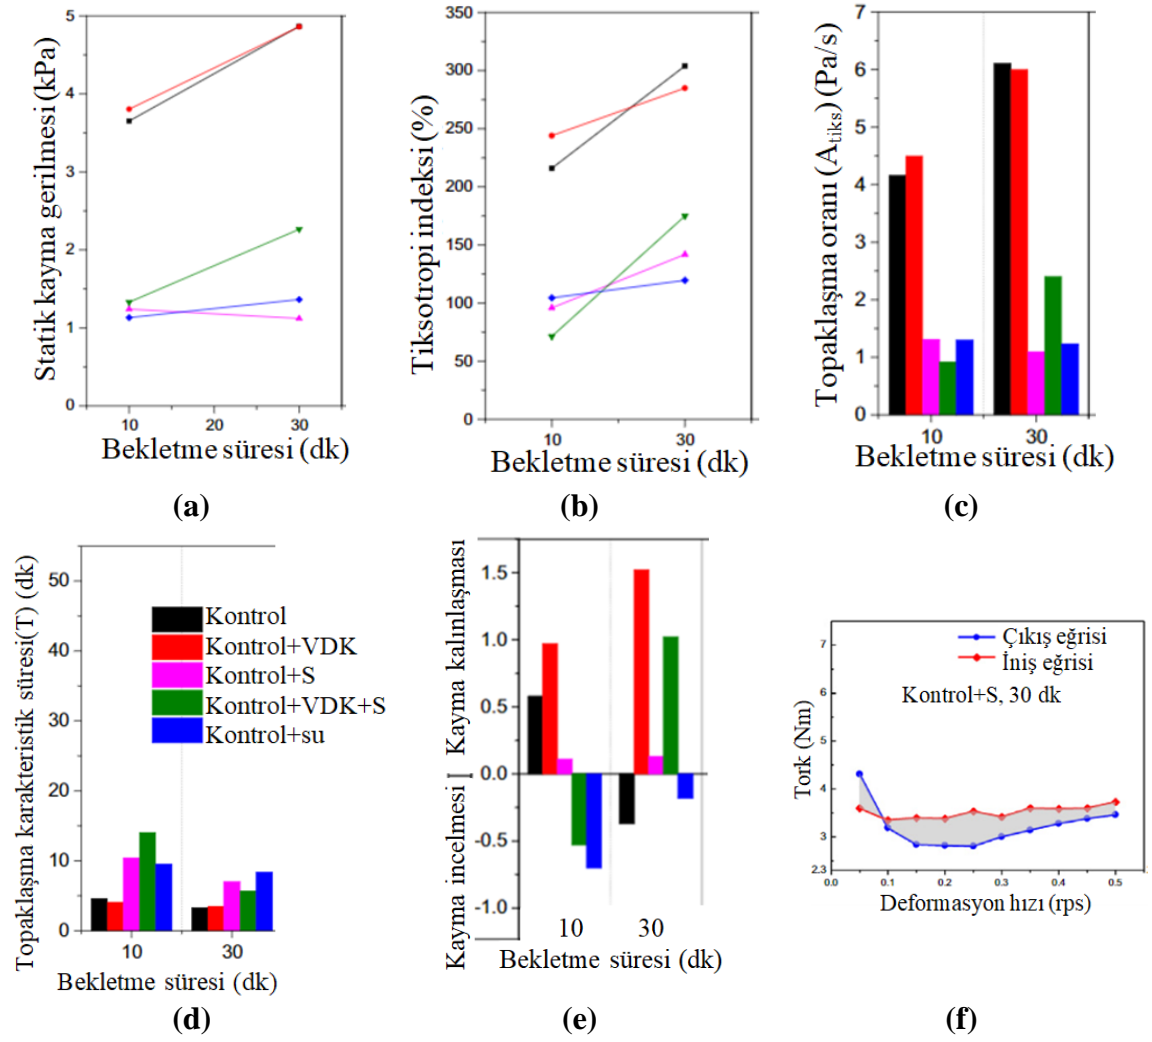 Statik kayma gerilmesi (kPa)
5
4
3
2
1
0
10 20 30
Bekletme süresi (dk)
(a)
Tiksotropi indeksi (%)
350
300
250
200
150
100
50
0
10 30
Bekletme süresi (dk)
(b)
Topaklaşma oranı (Atiks) (Pa/s)
7
6
5
4
3
2
1
0
10 30
Bekletme süresi (dk)
(c)
Topaklaşma karakteristik süresi(T) (dk)
50
40
30
20
10
0
Kontrol
Kontrol+VDK
Kontrol+S
Kontrol+VDK+S
Kontrol+su
10 30
Bekletme süresi (dk)
(d)
Kayma incelmesi | Kayma kalınlaşması
1.5
1.0
0.5
0.0
-0.5
-1.0
10 30
Bekletme süresi (dk)
(e)
Tork (Nm)
7
6
5
4
3
2.3
Çıkış eğrisi
İniş eğrisi
Kontrol+S, 30 dk
0.0 0.1 0.2 0.3 0.4 0.5
Deformasyon hızı (rps)
(f)